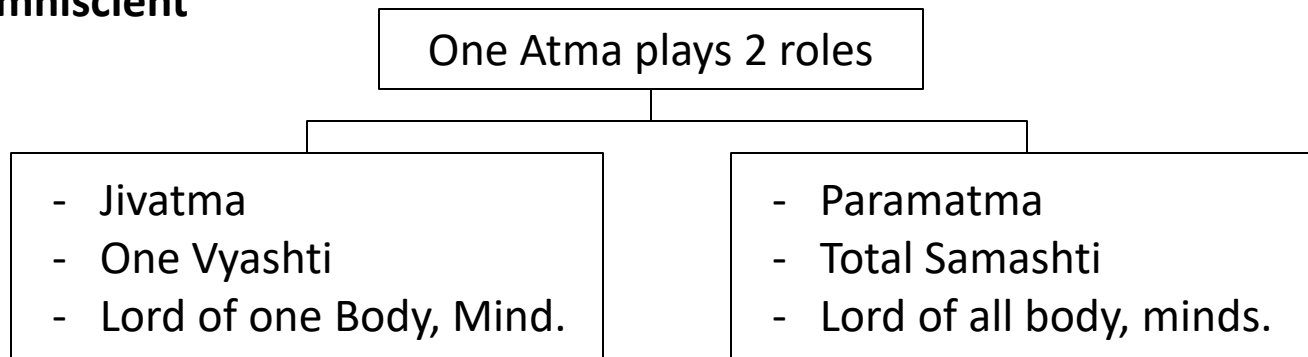 mniscient
One Atma plays 2 roles
- Jivatma
- One Vyashti
- Lord of one Body, Mind.
- Paramatma
- Total Samashti
- Lord of all body, minds.